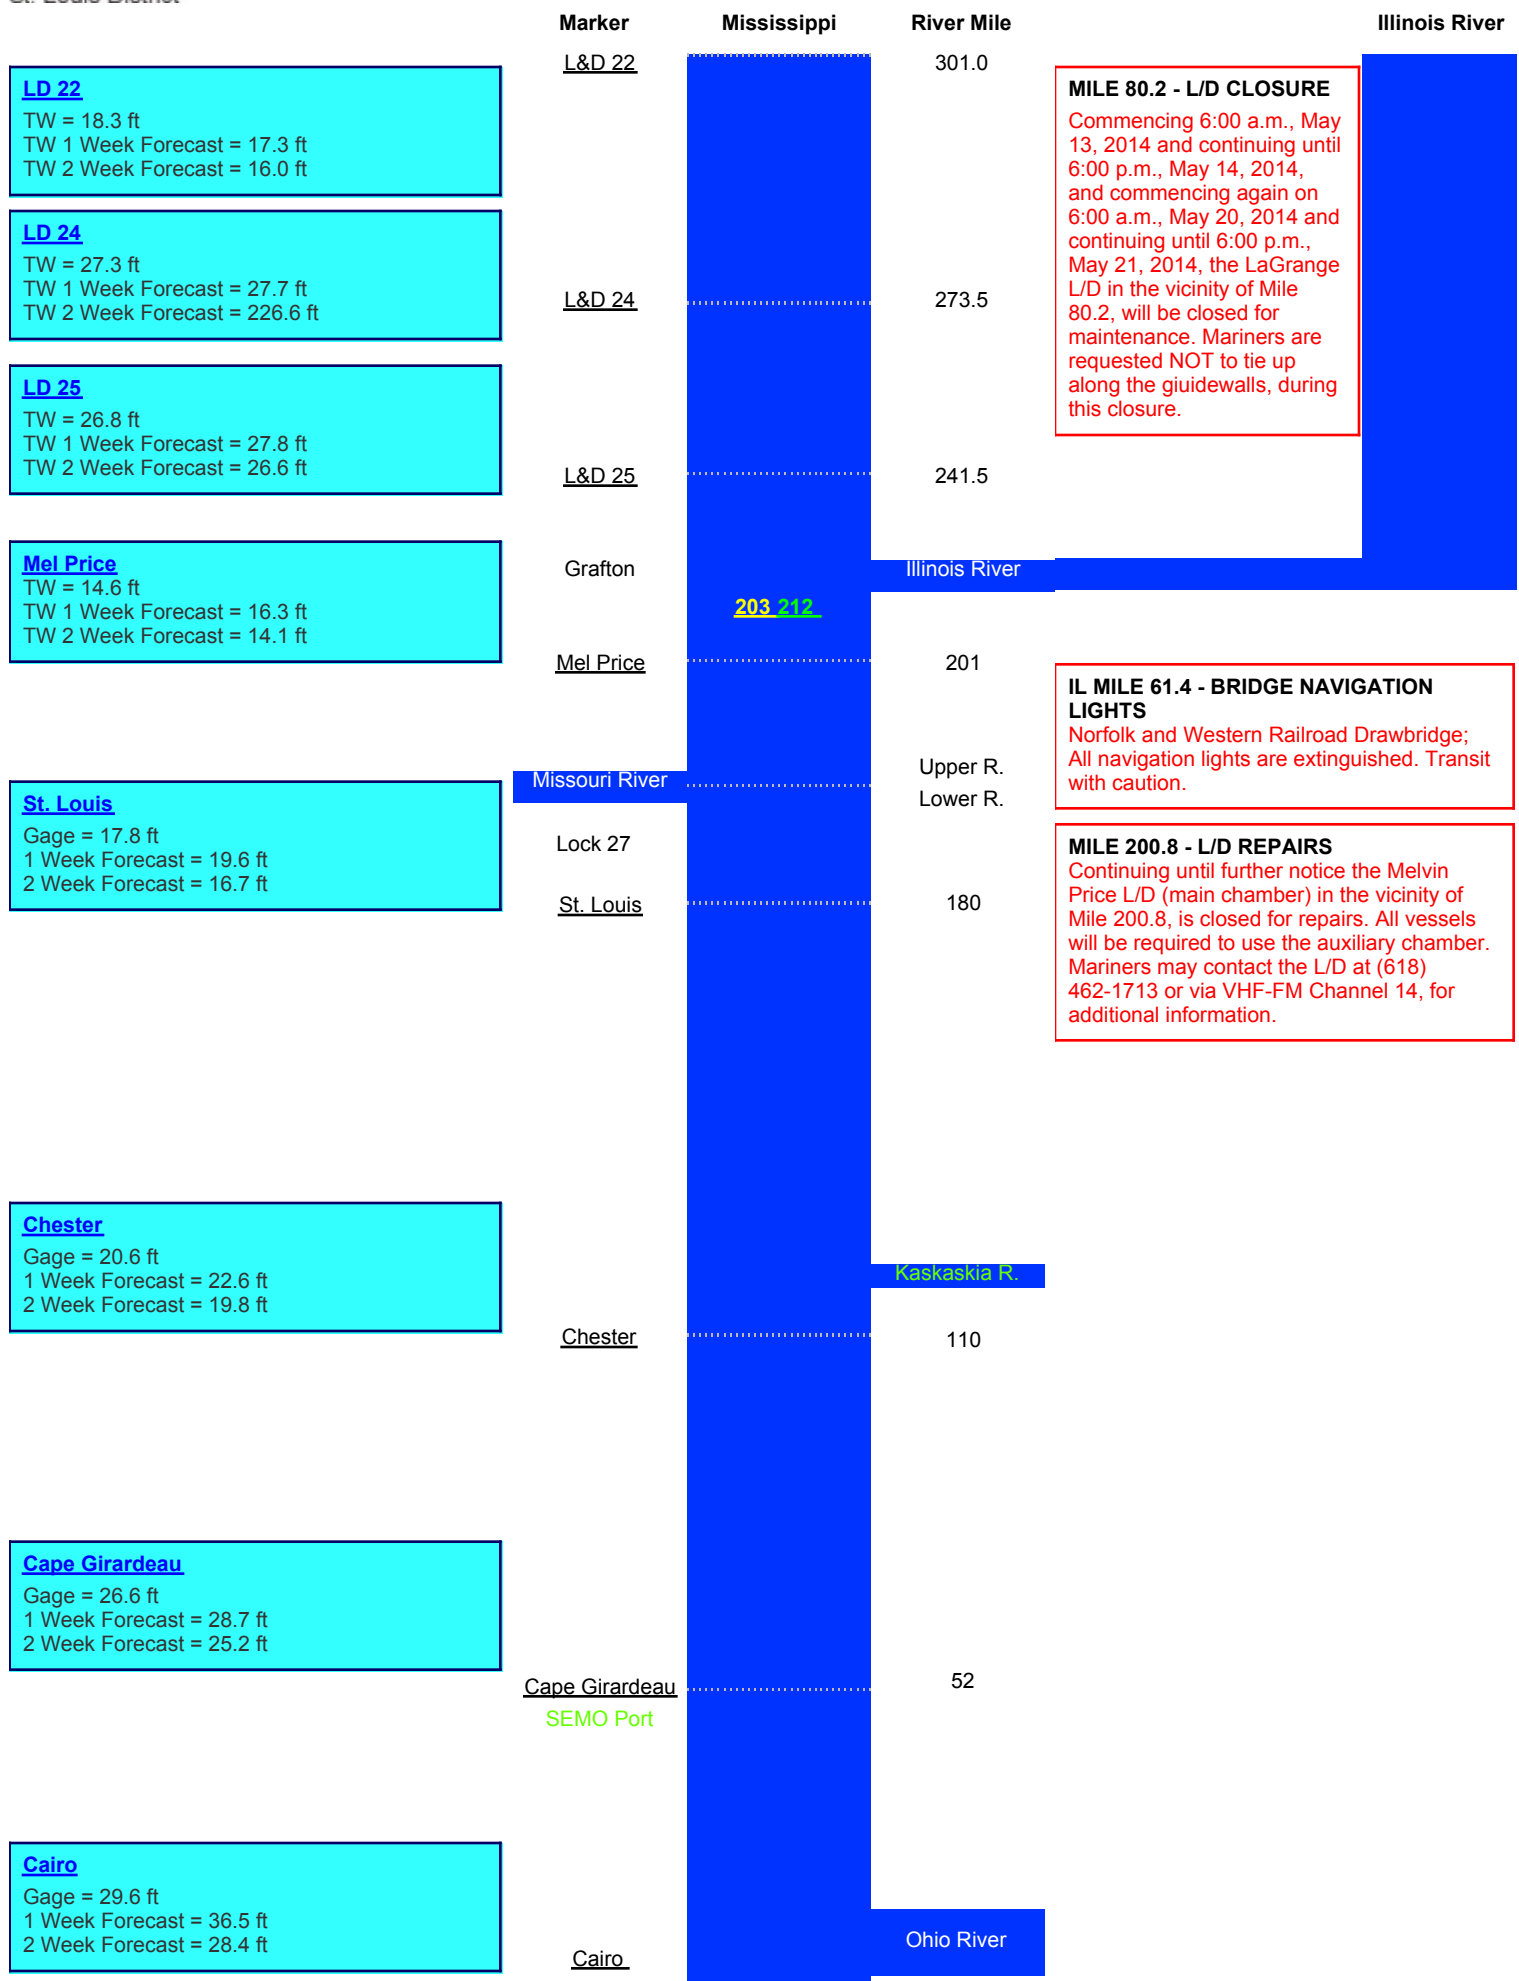 Marker Mississippi River Mile Illinois River
L&D 22 301.0
LD 22
TW = 18.3 ft
TW 1 Week Forecast = 17.3 ft
TW 2 Week Forecast = 16.0 ft
MILE 80.2 - L/D CLOSURE
Commencing 6:00 a.m., May
13, 2014 and continuing until
6:00 p.m., May 14, 2014,
and commencing again on
6:00 a.m., May 20, 2014 and
continuing until 6:00 p.m.,
May 21, 2014, the LaGrange
L/D in the vicinity of Mile
80.2, will be closed for
maintenance. Mariners are
requested NOT to tie up
along the giuidewalls, during
this closure.
LD 24
TW = 27.3 ft
TW 1 Week Forecast = 27.7 ft
TW 2 Week Forecast = 226.6 ft
L&D 24 273.5
LD 25
TW = 26.8 ft
TW 1 Week Forecast = 27.8 ft
TW 2 Week Forecast = 26.6 ft
L&D 25 241.5
Mel Price
TW = 14.6 ft
TW 1 Week Forecast = 16.3 ft
TW 2 Week Forecast = 14.1 ft
Grafton Illinois River
203 212
Mel Price 201
IL MILE 61.4 - BRIDGE NAVIGATION
LIGHTS
Norfolk and Western Railroad Drawbridge;
All navigation lights are extinguished. Transit
with caution.
Upper R.
Missouri River
Lower R.
St. Louis
Gage = 17.8 ft
1 Week Forecast = 19.6 ft
2 Week Forecast = 16.7 ft
Lock 27
St. Louis 180
MILE 200.8 - L/D REPAIRS
Continuing until further notice the Melvin
Price L/D (main chamber) in the vicinity of
Mile 200.8, is closed for repairs. All vessels
will be required to use the auxiliary chamber.
Mariners may contact the L/D at (618)
462-1713 or via VHF-FM Channel 14, for
additional information.
Chester
Gage = 20.6 ft
1 Week Forecast = 22.6 ft
2 Week Forecast = 19.8 ft
Kaskaskia R.
Chester 110
Cape Girardeau
Gage = 26.6 ft
1 Week Forecast = 28.7 ft
2 Week Forecast = 25.2 ft
Cape Girardeau 52
SEMO Port
Cairo
Gage = 29.6 ft
1 Week Forecast = 36.5 ft
2 Week Forecast = 28.4 ft
Ohio River
Cairo